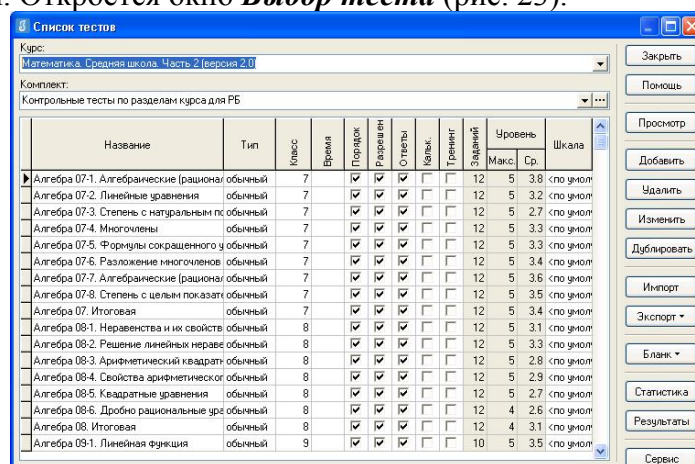 . Откроется окно Выбор теста (рис. 23).
Список тестов
Курс:
Математика. Средняя школа. Часть 2 (версия 2.0)
Комплект:
Контрольные тесты по разделам курса для РБ
Название Тип Класс Время Порядок Разрешен Ответы Кальк. Тренинг Заданий Уровень Шкала
Макс. Ср.
Алгебра 07-1. Алгебраические (рационал обычный 7 12 5 3.8 <по умол
Алгебра 07-2. Линейные уравнения обычный 7 12 5 3.2 <по умол
Алгебра 07-3. Степень с натуральным по обычный 7 12 5 2.7 <по умол
Алгебра 07-4. Многочлены обычный 7 12 5 3.3 <по умол
Алгебра 07-5. Формулы сокращенного у обычный 7 12 5 3.3 <по умол
Алгебра 07-6. Разложение многочленов обычный 7 12 5 3.4 <по умол
Алгебра 07-7. Алгебраические (рационал обычный 7 12 5 3.6 <по умол
Алгебра 07-8. Степень с целым показате обычный 7 12 5 3.5 <по умол
Алгебра 07. Итоговая обычный 7 12 5 3.4 <по умол
Алгебра 08-1. Неравенства и их свойств обычный 8 12 5 3.1 <по умол
Алгебра 08-2. Решение линейных нераве обычный 8 12 5 3.3 <по умол
Алгебра 08-3. Арифметический квадратн обычный 8 12 5 2.8 <по умол
Алгебра 08-4. Свойства арифметическог обычный 8 12 5 2.9 <по умол
Алгебра 08-5. Квадратные уравнения обычный 8 12 5 2.7 <по умол
Алгебра 08-6. Дробно рациональные ура обычный 8 12 4 2.6 <по умол
Алгебра 08. Итоговая обычный 8 12 4 3.1 <по умол
Алгебра 09-1. Линейная функция обычный 9 10 5 3.5 <по умол
Закрыть
Помощь
Просмотр
Добавить
Удалить
Изменить
Дублировать
Импорт
Экспорт
Бланк
Статистика
Результаты
Сервис